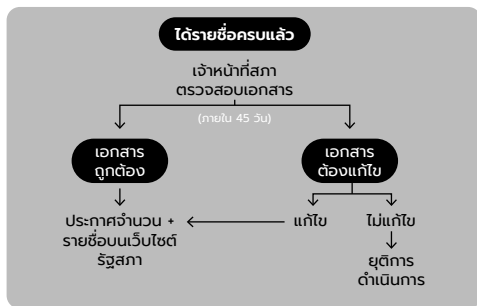 ได้รายชื่อครบแล้ว
เจ้าหน้าที่สภา
ตรวจสอบเอกสาร
(ภายใน 45 วัน)
เอกสาร
ถูกต้อง
เอกสาร
ต้องแก้ไข
ประกาศจำนวน +
รายชื่อบนเว็บไซต์
รัฐสภา
แก้ไข
ไม่แก้ไข
ยุติการ
ดำเนินการ